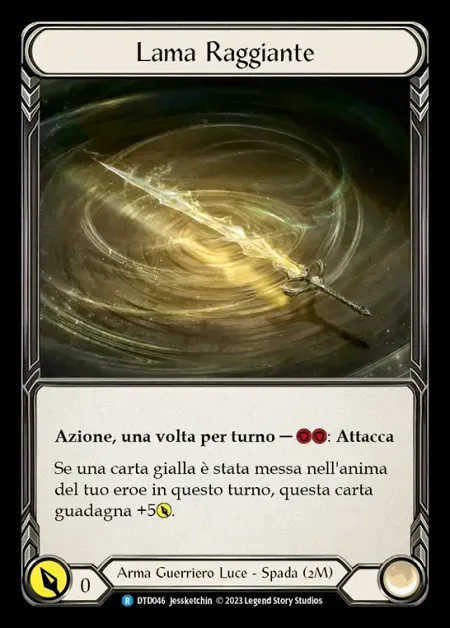 Lama Raggiante
Azione, una volta per turno — : Attacca
Se una carta gialla è stata messa nell'anima
del tuo eroe in questo turno, questa carta
guadagna +5.
0
Arma Guerriero Luce - Spada (2M)
R DTD046 Jessketchin © 2023 Legend Story Studios